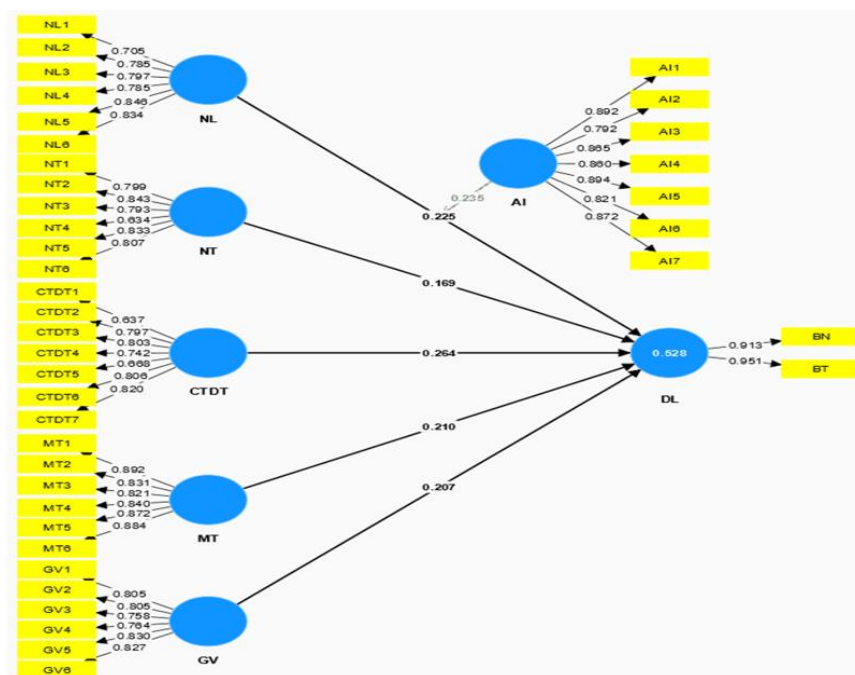 NL1
NL2
NL3
NL4
NL5
NL6
0.705
0.785
0.797
0.785
0.846
0.834
NL
NT1
NT2
NT3
NT4
NT5
NT6
0.799
0.843
0.793
0.634
0.833
0.807
NT
CTDT1
CTDT2
CTDT3
CTDT4
CTDT5
CTDT6
CTDT7
0.637
0.797
0.803
0.742
0.668
0.806
0.820
CTDT
MT1
MT2
MT3
MT4
MT5
MT6
0.892
0.831
0.821
0.840
0.872
0.884
MT
GV1
GV2
GV3
GV4
GV5
GV6
0.805
0.805
0.758
0.764
0.830
0.827
GV
0.225
0.169
0.264
0.210
0.207
0.235
AI
0.892
0.792
0.865
0.860
0.894
0.821
0.872
AI1
AI2
AI3
AI4
AI5
AI6
AI7
0.528
DL
0.913
0.951
BN
BT